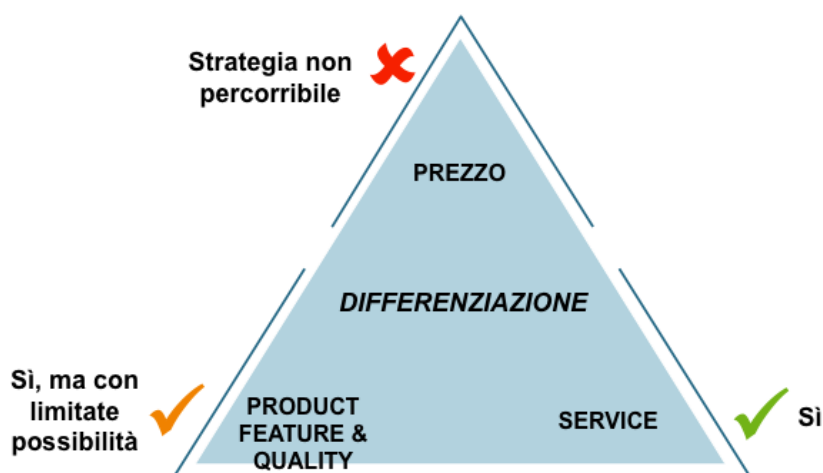 Strategia non
percorribile
PREZZO
DIFFERENZIAZIONE
Sì, ma con
limitate
possibilità
PRODUCT
FEATURE &
QUALITY
SERVICE
Sì